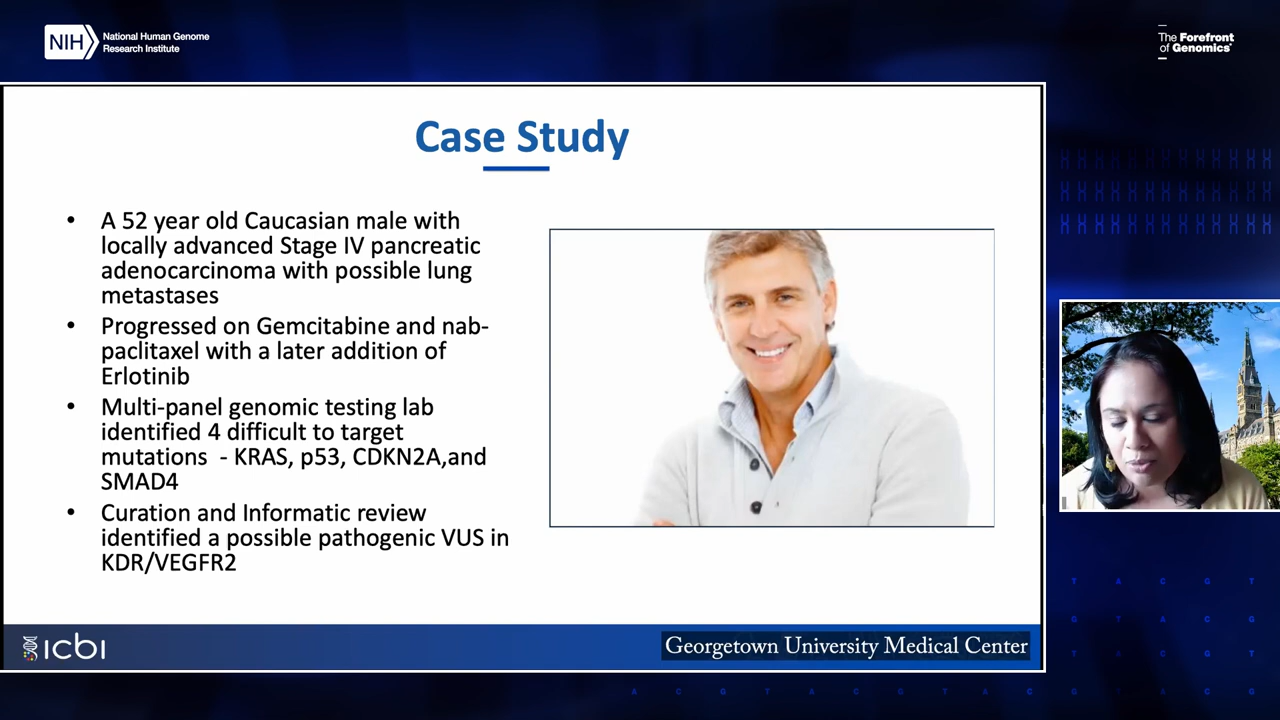 NIH
National Human Genome
Research Institute
The Forefront
of Genomics®
Case Study
• A 52 year old Caucasian male with
locally advanced Stage IV pancreatic
adenocarcinoma with possible lung
metastases
• Progressed on Gemcitabine and nab-
paclitaxel with a later addition of
Erlotinib
• Multi-panel genomic testing lab
identified 4 difficult to target
mutations - KRAS, p53, CDKN2A,and
SMAD4
• Curation and Informatic review
identified a possible pathogenic VUS in
KDR/VEGFR2
icbi
Georgetown University Medical Center
T A C G T
A C G T
T A C G T
A C G T A C G T A C G T A C G